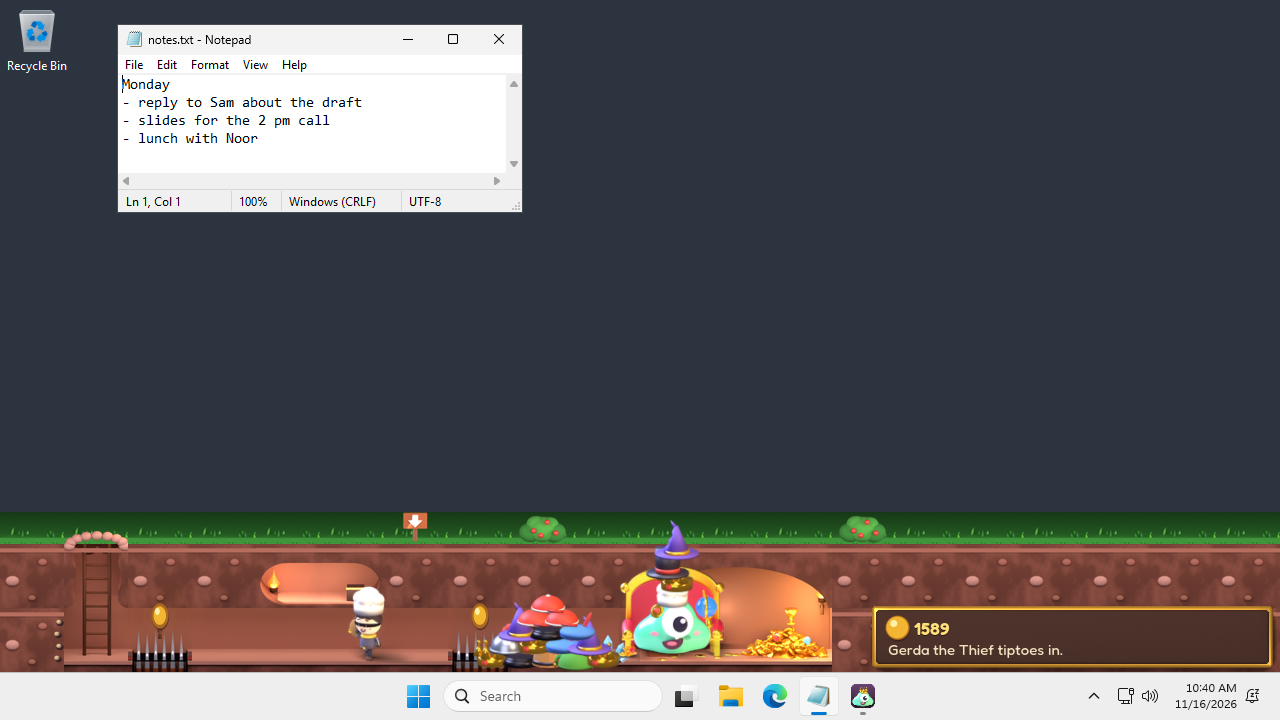 Recycle Bin
notes.txt - Notepad
File Edit Format View Help
Monday
- reply to Sam about the draft
- slides for the 2 pm call
- lunch with Noor
Ln 1, Col 1 100% Windows (CRLF) UTF-8
1589
Gerda the Thief tiptoes in.
Search
10:40 AM
11/16/2026